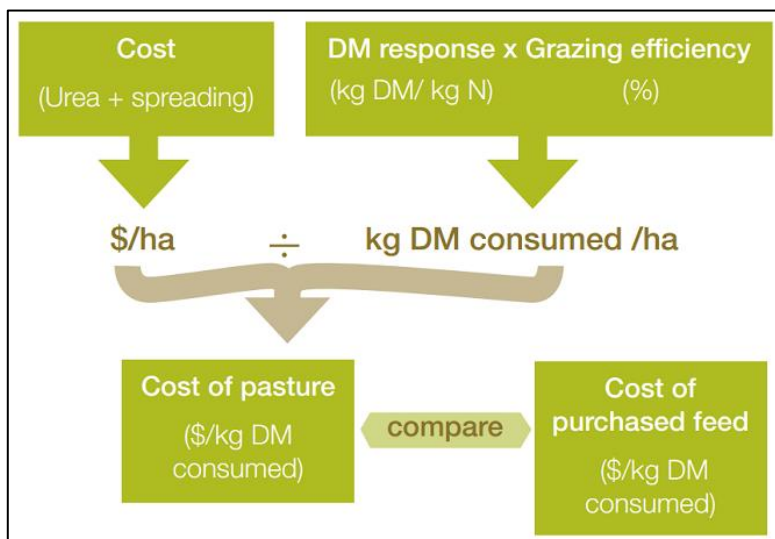 Cost
(Urea + spreading)
DM response x Grazing efficiency
(kg DM/ kg N) (%)
$/ha ÷ kg DM consumed /ha
Cost of pasture
($/kg DM
consumed)
compare
Cost of
purchased feed
($/kg DM
consumed)